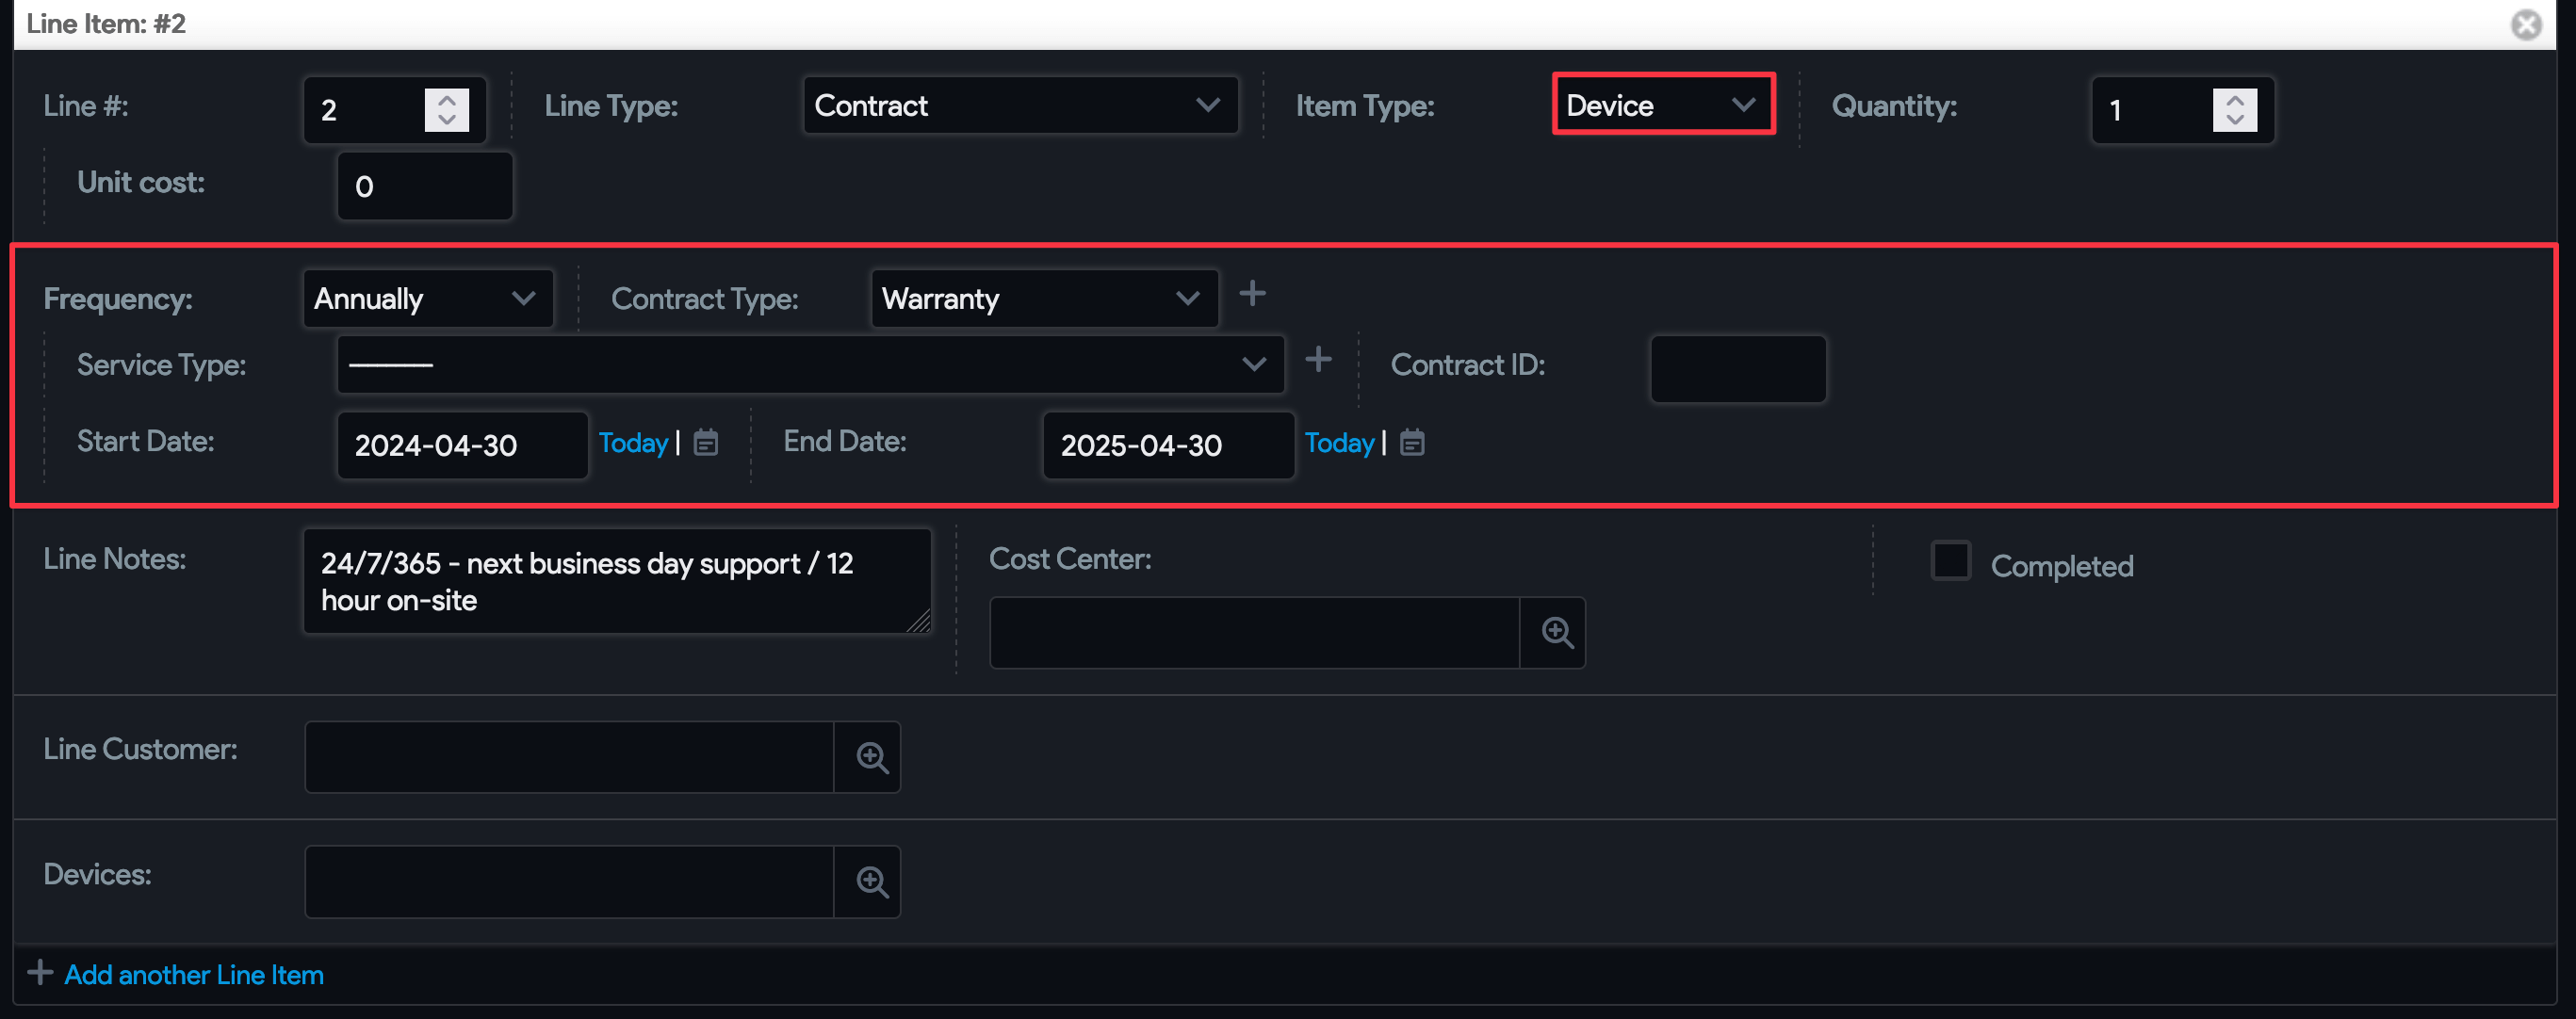 Line Item: #2
Line #: 2 Line Type: Contract Item Type: Device Quantity: 1
Unit cost: 0
Frequency: Annually Contract Type: Warranty
Service Type: --------- Contract ID:
Start Date: 2024-04-30 Today | End Date: 2025-04-30 Today |
Line Notes: 24/7/365 - next business day support / 12
hour on-site
Cost Center:
Completed
Line Customer:
Devices:
Add another Line Item